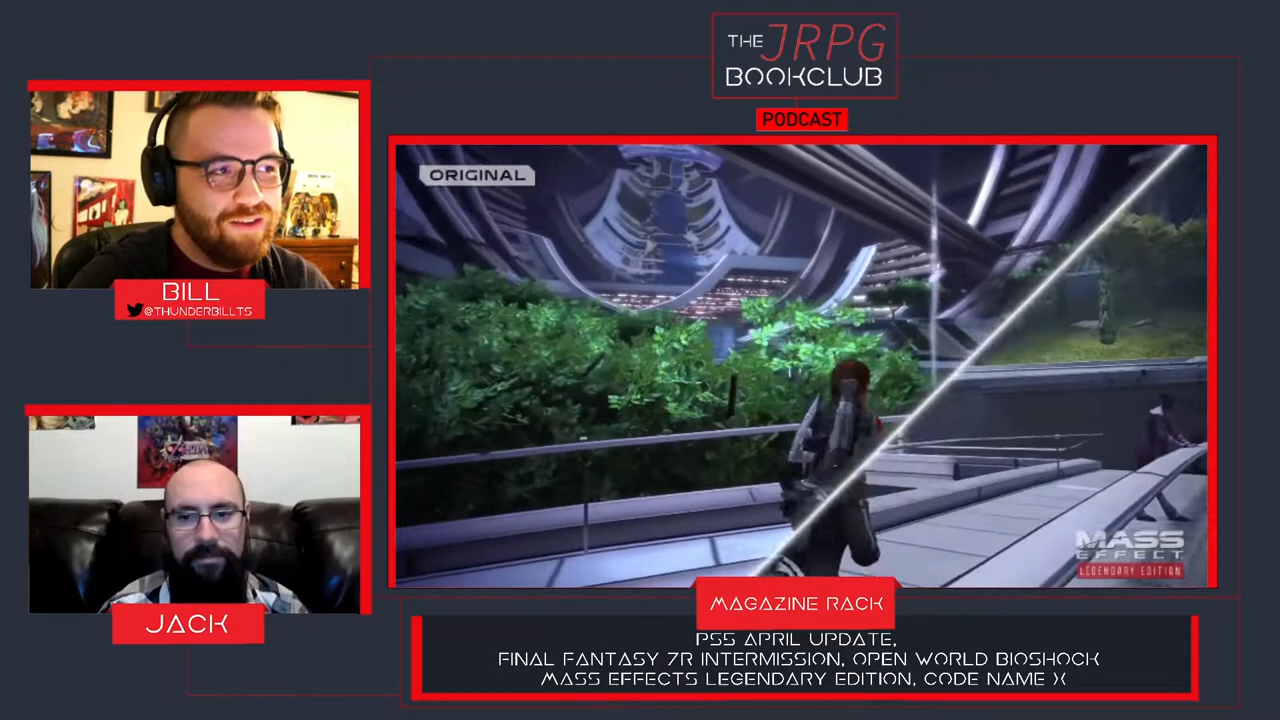 THE JRPG
BOOKCLUB
PODCAST
ORIGINAL
BILL
@THUNDERBILLTS
MASS
EFFECT
LEGENDARY EDITION
JACK
MAGAZINE RACK
PS5 APRIL UPDATE,
FINAL FANTASY 7R INTERMISSION, OPEN WORLD BIOSHOCK
MASS EFFECTS LEGENDARY EDITION, CODE NAME X